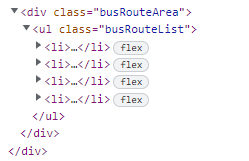 <div class="busRouteArea">
<ul class="busRouteList">
<li>…</li> flex
<li>…</li> flex
<li>…</li> flex
<li>…</li> flex
</ul>
</div>
</div>